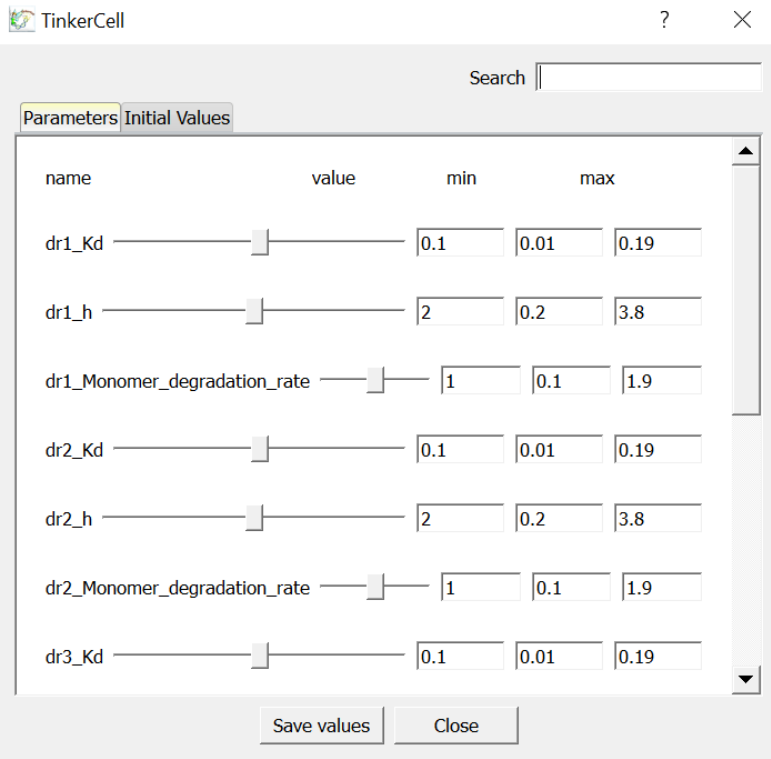 TinkerCell ?
Search
Parameters Initial Values
name value min max
dr1_Kd 0.1 0.01 0.19
dr1_h 2 0.2 3.8
dr1_Monomer_degradation_rate 1 0.1 1.9
dr2_Kd 0.1 0.01 0.19
dr2_h 2 0.2 3.8
dr2_Monomer_degradation_rate 1 0.1 1.9
dr3_Kd 0.1 0.01 0.19
Save values Close